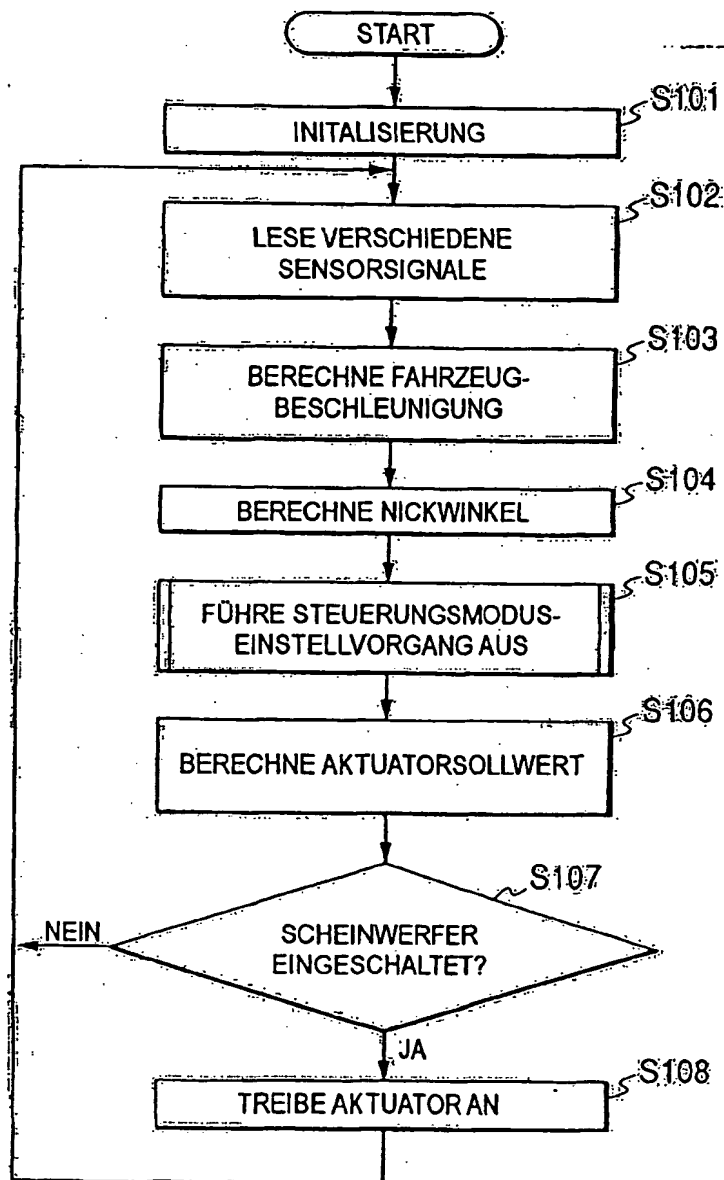 START
S101
INITALISIERUNG
S102
LESE VERSCHIEDENE
SENSORSIGNALE
S103
BERECHNE FAHRZEUG-
BESCHLEUNIGUNG
S104
BERECHNE NICKWINKEL
S105
FÜHRE STEUERUNGSMODUS-
EINSTELLVORGANG AUS
S106
BERECHNE AKTUATORSOLLWERT
S107
NEIN
SCHEINWERFER
EINGESCHALTET?
JA
S108
TREIBE AKTUATOR AN